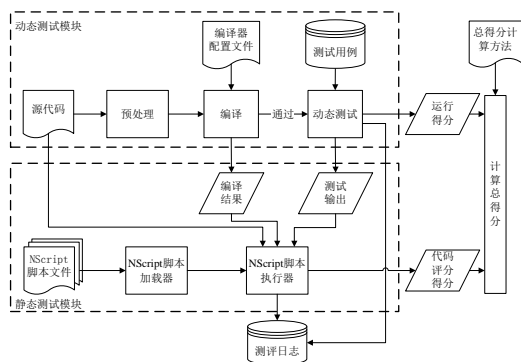 动态测试模块
编译器
配置文件
测试用例
总得分计
算方法
源代码
预处理
编译
通过
动态测试
运行
得分
编译
结果
测试
输出
计算总得分
NScript
脚本文件
NScript脚本
加载器
NScript脚本
执行器
代码
评分
得分
静态测试模块
测评日志